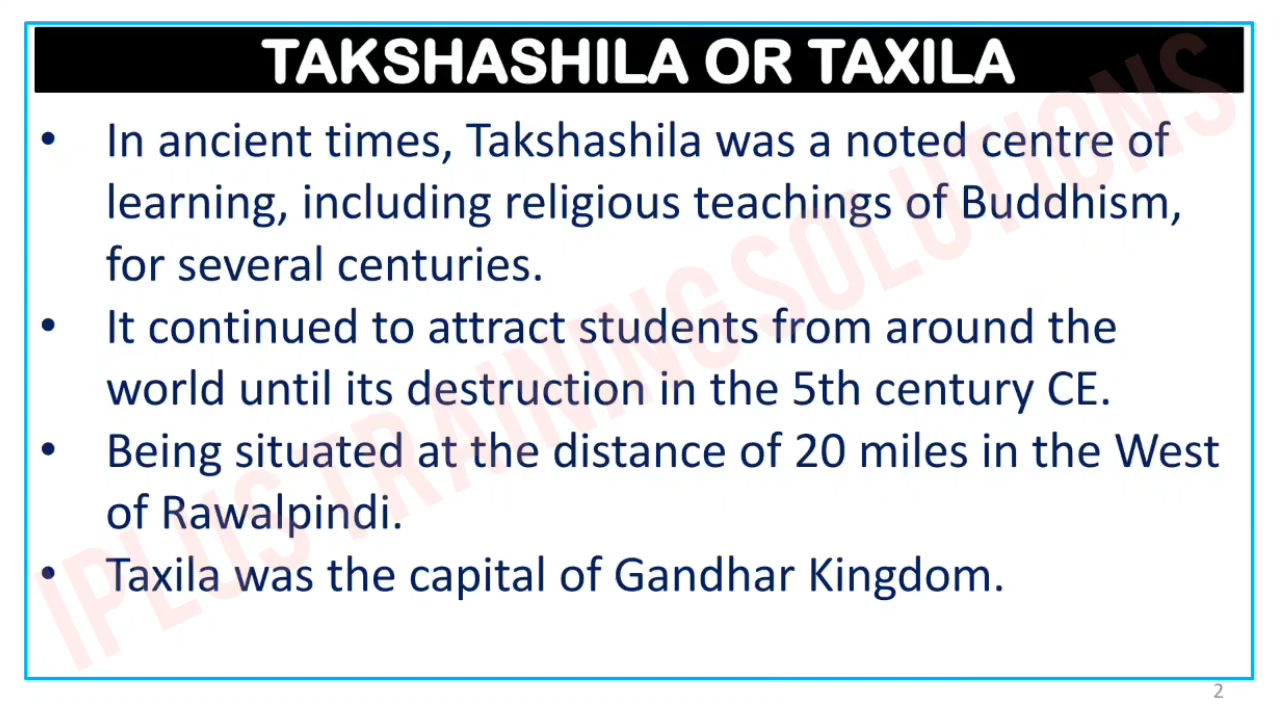 TAKSHASHILA OR TAXILA
• In ancient times, Takshashila was a noted centre of
learning, including religious teachings of Buddhism,
for several centuries.
• It continued to attract students from around the
world until its destruction in the 5th century CE.
• Being situated at the distance of 20 miles in the West
of Rawalpindi.
• Taxila was the capital of Gandhar Kingdom.
IPLUS TRAINING SOLUTIONS
2